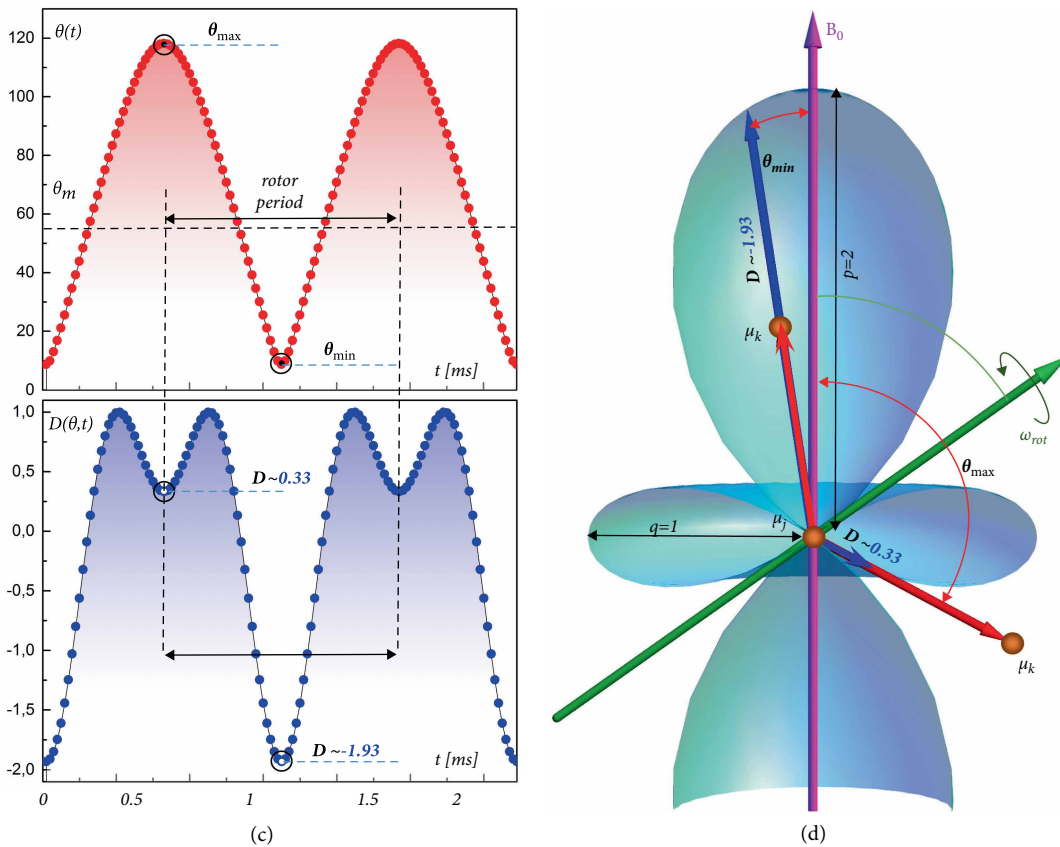 θ(t)
θmax
120
100
80
θm
60
40
20
0
rotor
period
θmin
t [ms]
1,0
D(θ,t)
0,5
0,0
-0,5
-1,0
-1,5
-2,0
D ~0.33
D ~-1.93
t [ms]
0
0.5
1
1.5
2
(c)
B0
θmin
D ~-1.93
p=2
μk
ωrot
θmax
μj
q=1
D ~0.33
μk
(d)